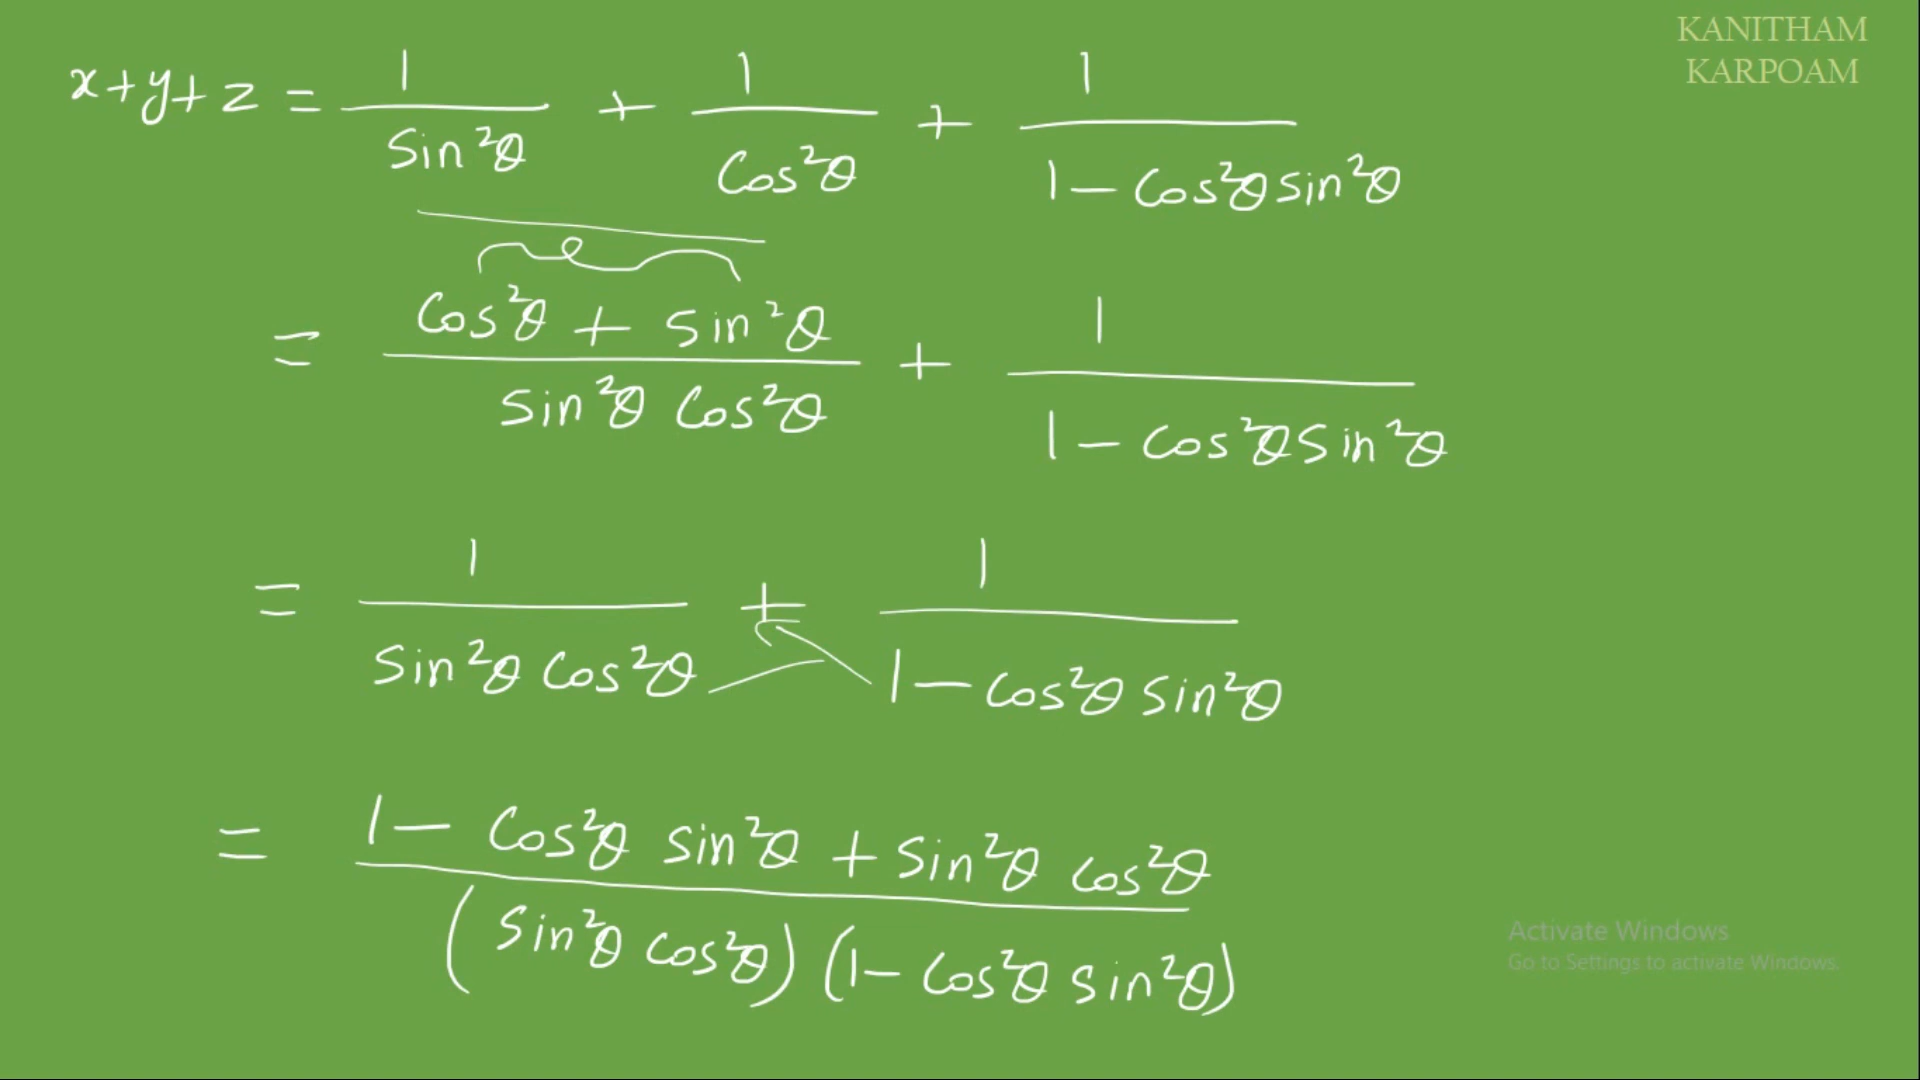 KANITHAM
KARPOAM
x+y+z = 1/Sin²θ + 1/Cos²θ + 1/(1-Cos²θ Sin²θ)
= (Cos²θ + Sin²θ)/(Sin²θ Cos²θ) + 1/(1-Cos²θ Sin²θ)
= 1/(Sin²θ Cos²θ) + 1/(1-Cos²θ Sin²θ)
= (1-Cos²θ Sin²θ + Sin²θ Cos²θ)/((Sin²θ Cos²θ)(1-Cos²θ Sin²θ))
Activate Windows
Go to Settings to activate Windows.